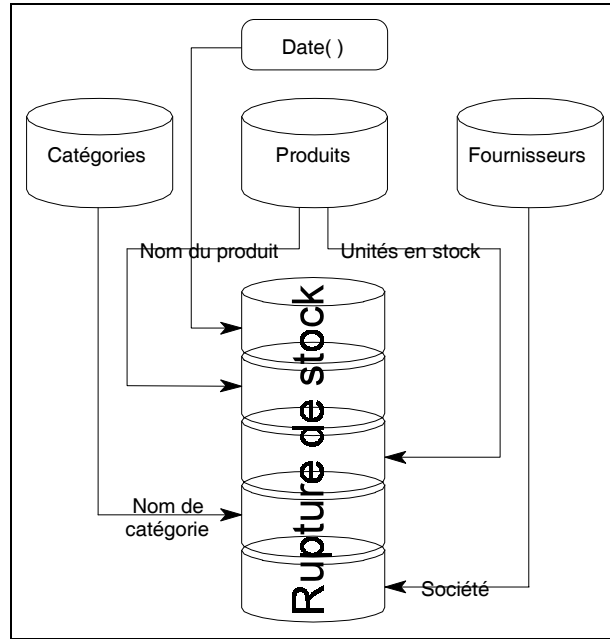 Date( )
Catégories
Produits
Fournisseurs
Nom du produit
Unités en stock
Rupture de stock
Nom de
catégorie
Société